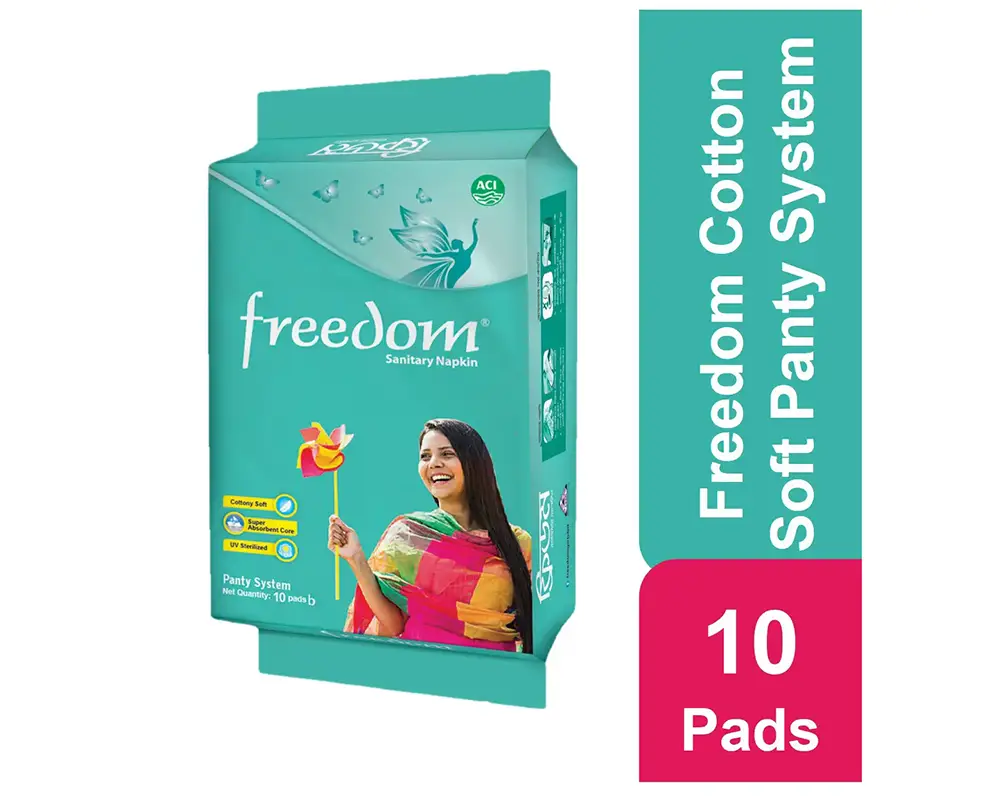 ACI
freedom®
Sanitary Napkin
Cottony Soft
Super
Absorbent Core
UV Sterilized
Panty System
Net Quantity: 10 pads b
Freedom Cotton
Soft Panty System
10
Pads